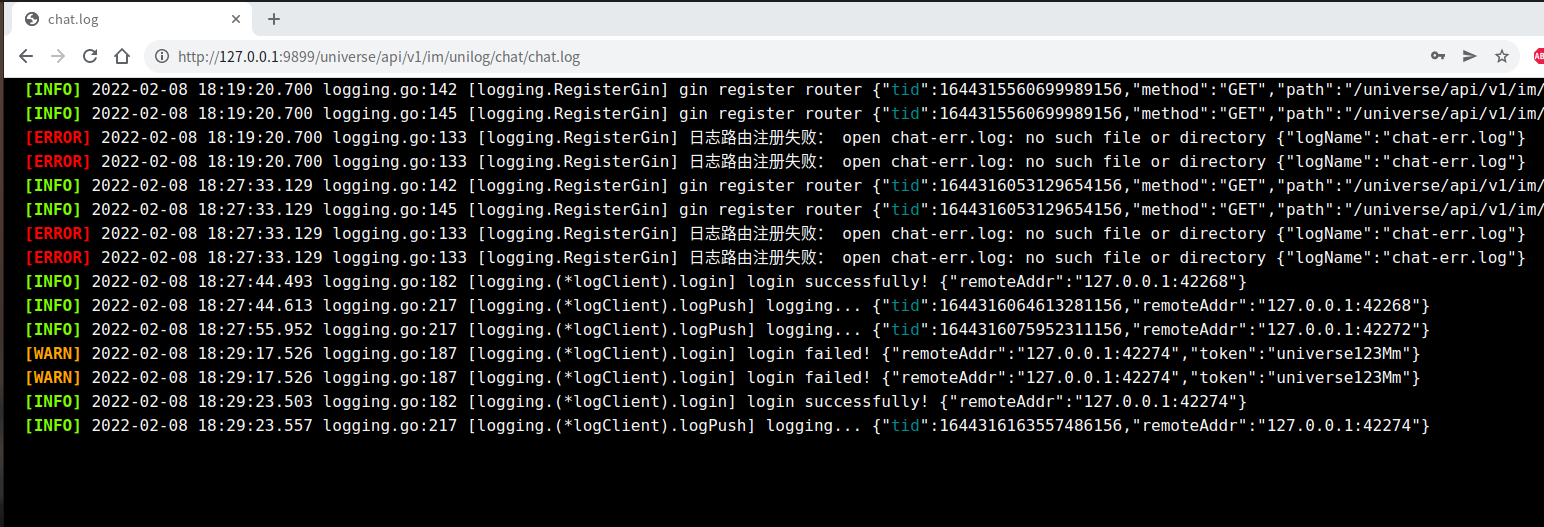 chat.log
http://127.0.0.1:9899/universe/api/v1/im/unilog/chat/chat.log
[INFO] 2022-02-08 18:19:20.700 logging.go:142 [logging.RegisterGin] gin register router {"tid":1644315560699989156,"method":"GET","path":"/universe/api/v1/im/
[INFO] 2022-02-08 18:19:20.700 logging.go:145 [logging.RegisterGin] gin register router {"tid":1644315560699989156,"method":"GET","path":"/universe/api/v1/im/
[ERROR] 2022-02-08 18:19:20.700 logging.go:133 [logging.RegisterGin] 日志路由注册失败： open chat-err.log: no such file or directory {"logName":"chat-err.log"}
[ERROR] 2022-02-08 18:19:20.700 logging.go:133 [logging.RegisterGin] 日志路由注册失败： open chat-err.log: no such file or directory {"logName":"chat-err.log"}
[INFO] 2022-02-08 18:27:33.129 logging.go:142 [logging.RegisterGin] gin register router {"tid":1644316053129654156,"method":"GET","path":"/universe/api/v1/im/
[INFO] 2022-02-08 18:27:33.129 logging.go:145 [logging.RegisterGin] gin register router {"tid":1644316053129654156,"method":"GET","path":"/universe/api/v1/im/
[ERROR] 2022-02-08 18:27:33.129 logging.go:133 [logging.RegisterGin] 日志路由注册失败： open chat-err.log: no such file or directory {"logName":"chat-err.log"}
[ERROR] 2022-02-08 18:27:33.129 logging.go:133 [logging.RegisterGin] 日志路由注册失败： open chat-err.log: no such file or directory {"logName":"chat-err.log"}
[INFO] 2022-02-08 18:27:44.493 logging.go:182 [logging.(*logClient).login] login successfully! {"remoteAddr":"127.0.0.1:42268"}
[INFO] 2022-02-08 18:27:44.613 logging.go:217 [logging.(*logClient).logPush] logging... {"tid":1644316064613281156,"remoteAddr":"127.0.0.1:42268"}
[INFO] 2022-02-08 18:27:55.952 logging.go:217 [logging.(*logClient).logPush] logging... {"tid":1644316075952311156,"remoteAddr":"127.0.0.1:42272"}
[WARN] 2022-02-08 18:29:17.526 logging.go:187 [logging.(*logClient).login] login failed! {"remoteAddr":"127.0.0.1:42274","token":"universe123Mm"}
[WARN] 2022-02-08 18:29:17.526 logging.go:187 [logging.(*logClient).login] login failed! {"remoteAddr":"127.0.0.1:42274","token":"universe123Mm"}
[INFO] 2022-02-08 18:29:23.503 logging.go:182 [logging.(*logClient).login] login successfully! {"remoteAddr":"127.0.0.1:42274"}
[INFO] 2022-02-08 18:29:23.557 logging.go:217 [logging.(*logClient).logPush] logging... {"tid":1644316163557486156,"remoteAddr":"127.0.0.1:42274"}